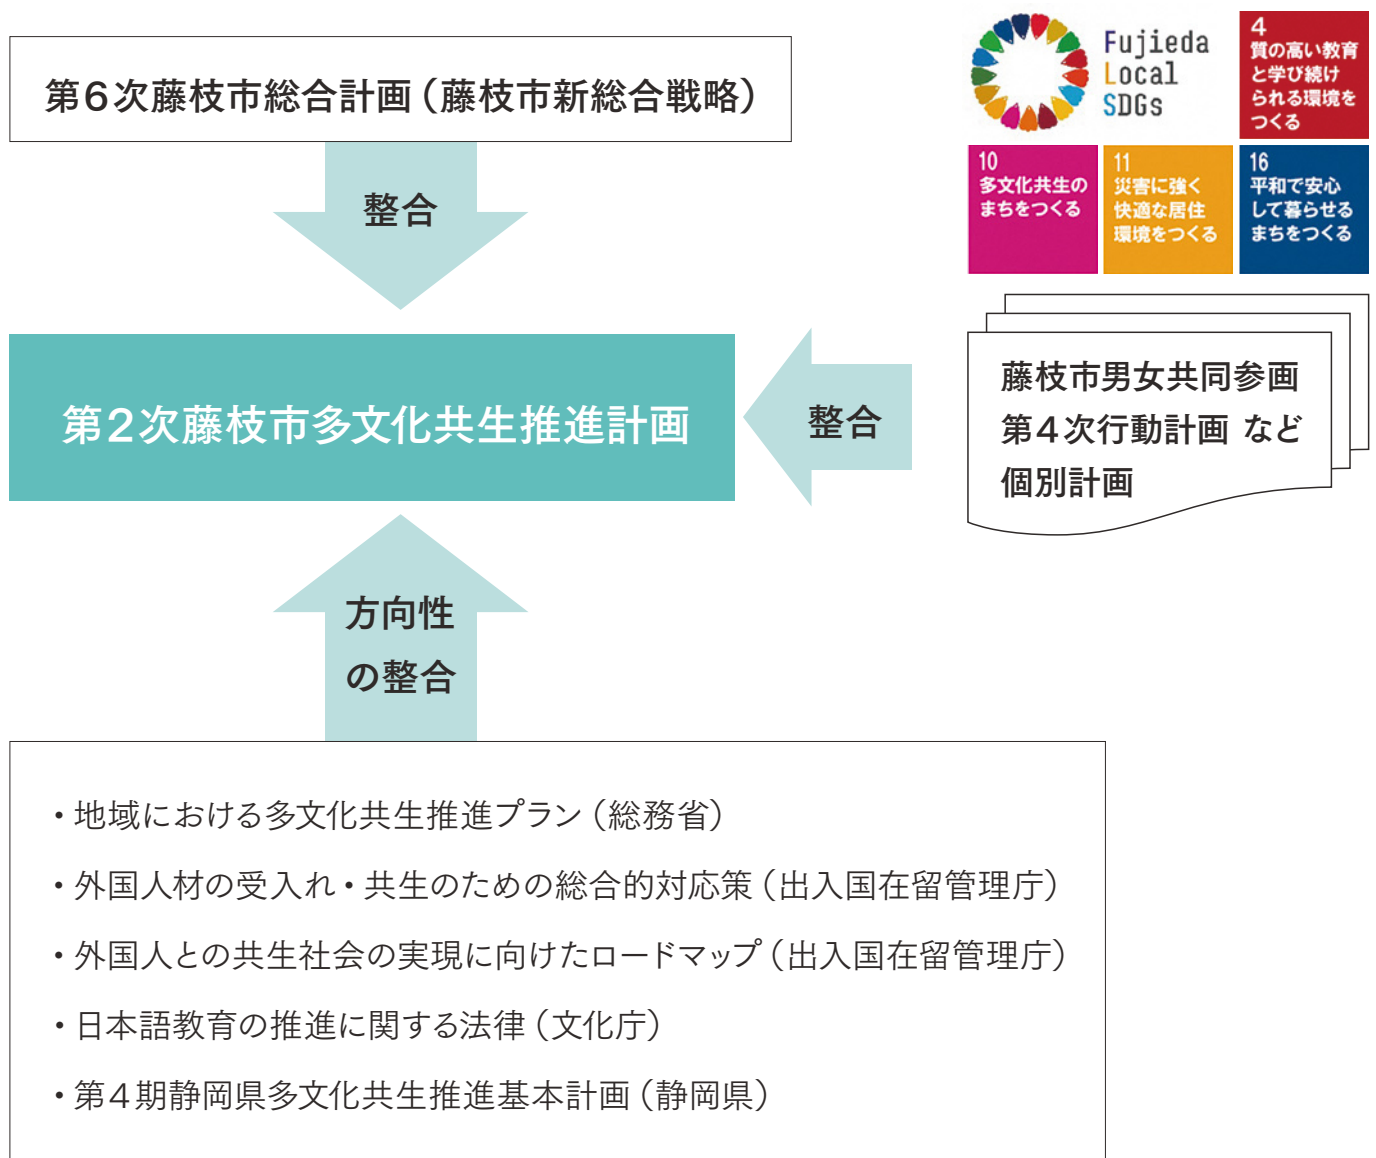 第6次藤枝市総合計画（藤枝市新総合戦略）
Fujieda
Local
SDGs
4
質の高い教育
と学び続け
られる環境を
つくる
10
多文化共生の
まちをつくる
11
災害に強く
快適な居住
環境をつくる
16
平和で安心
して暮らせる
まちをつくる
整合
第2次藤枝市多文化共生推進計画
整合
藤枝市男女共同参画
第4次行動計画 など
個別計画
方向性
の整合
・地域における多文化共生推進プラン（総務省）
・外国人材の受入れ・共生のための総合的対応策（出入国在留管理庁）
・外国人との共生社会の実現に向けたロードマップ（出入国在留管理庁）
・日本語教育の推進に関する法律（文化庁）
・第4期静岡県多文化共生推進基本計画（静岡県）